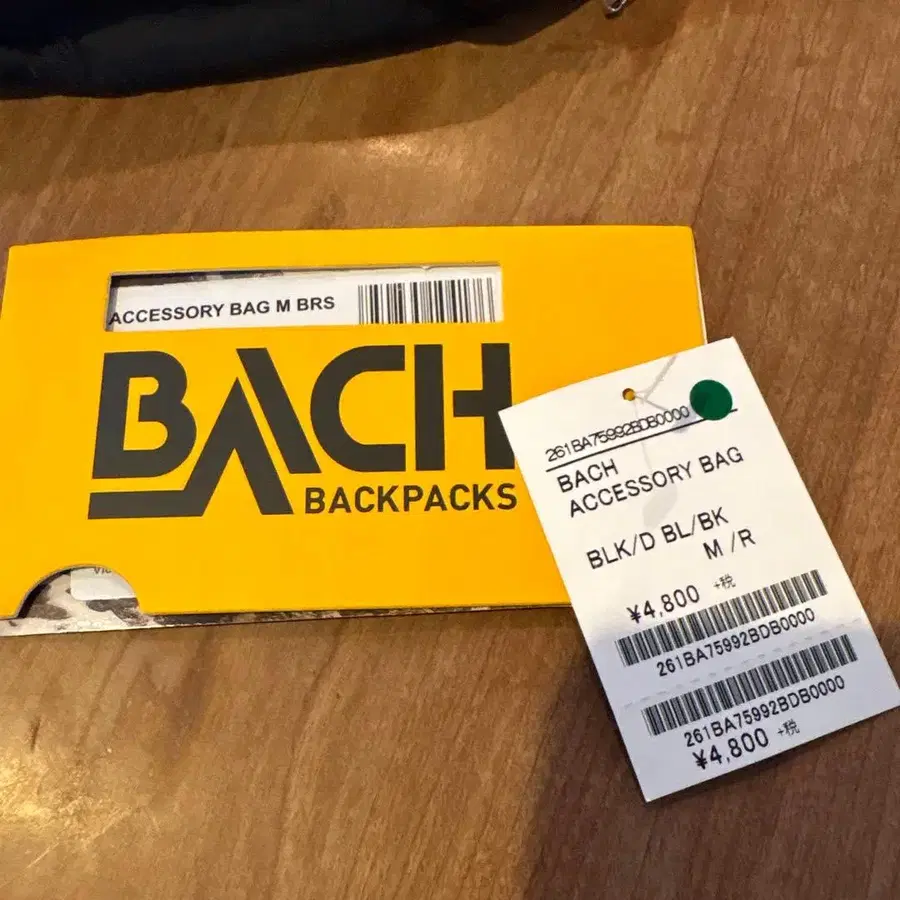 ACCESSORY BAG M BRS
BACH
BACKPACKS
261BA75992BDB0000
BACH
ACCESSORY BAG
BLK/D BL/BK
M /R
¥4,800 +税
261BA75992BDB0000
261BA75992BDB0000
¥4,800 +税